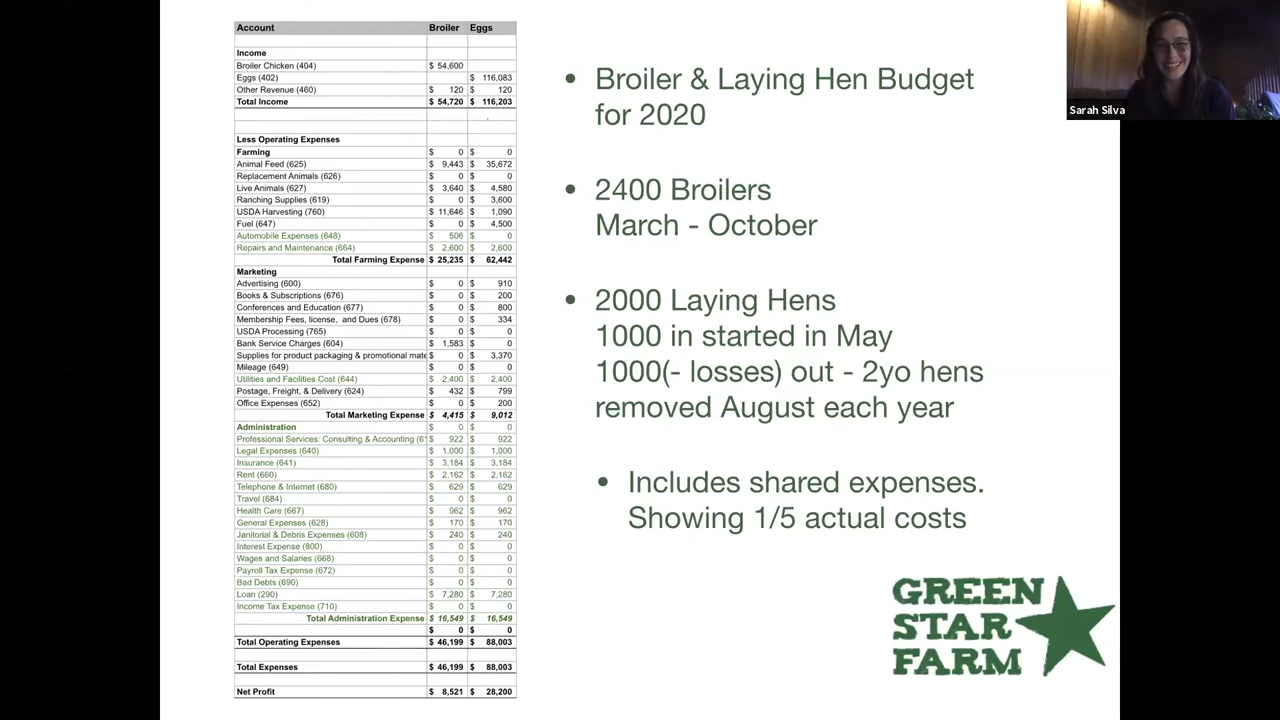 Account Broiler Eggs
Income
Broiler Chicken (404) $ 54,600
Eggs (402) $ 116,083
Other Revenue (460) $ 120 $ 120
Total Income $ 54,720 $ 116,203
Less Operating Expenses
Farming $ 0 $ 0
Animal Feed (625) $ 9,443 $ 35,672
Replacement Animals (626) $ 0 $ 0
Live Animals (627) $ 3,640 $ 4,580
Ranching Supplies (619) $ 0 $ 3,600
USDA Harvesting (760) $ 11,646 $ 1,090
Fuel (647) $ 0 $ 4,500
Automobile Expenses (648) $ 506 $ 0
Repairs and Maintenance (664) $ 2,600 $ 2,600
Total Farming Expense $ 25,235 $ 62,442
Marketing
Advertising (600) $ 0 $ 910
Books & Subscriptions (676) $ 0 $ 200
Conferences and Education (677) $ 0 $ 800
Membership Fees, license, and Dues (678) $ 0 $ 334
USDA Processing (765) $ 0 $ 0
Bank Service Charges (604) $ 1,583 $ 0
Supplies for product packaging & promotional mate $ 0 $ 3,370
Mileage (649) $ 0 $ 0
Utilities and Facilities Cost (644) $ 2,400 $ 2,400
Postage, Freight, & Delivery (624) $ 432 $ 799
Office Expenses (652) $ 0 $ 200
Total Marketing Expense $ 4,415 $ 9,012
Administration $ 0 $ 0
Professional Services: Consulting & Accounting (61 $ 922 $ 922
Legal Expenses (640) $ 1,000 $ 1,000
Insurance (641) $ 3,184 $ 3,184
Rent (660) $ 2,162 $ 2,162
Telephone & Internet (680) $ 629 $ 629
Travel (684) $ 0 $ 0
Health Care (667) $ 962 $ 962
General Expenses (628) $ 170 $ 170
Janitorial & Debris Expenses (608) $ 240 $ 240
Interest Expense (800) $ 0 $ 0
Wages and Salaries (668) $ 0 $ 0
Payroll Tax Expense (672) $ 0 $ 0
Bad Debts (690) $ 0 $ 0
Loan (290) $ 7,280 $ 7,280
Income Tax Expense (710) $ 0 $ 0
Total Administration Expense $ 16,549 $ 16,549
$ 0 $ 0
Total Operating Expenses $ 46,199 $ 88,003
Total Expenses $ 46,199 $ 88,003
Net Profit $ 8,521 $ 28,200
• Broiler & Laying Hen Budget
for 2020
• 2400 Broilers
March - October
• 2000 Laying Hens
1000 in started in May
1000(- losses) out - 2yo hens
removed August each year
• Includes shared expenses.
Showing 1/5 actual costs
GREEN
STAR
FARM
Sarah Silva